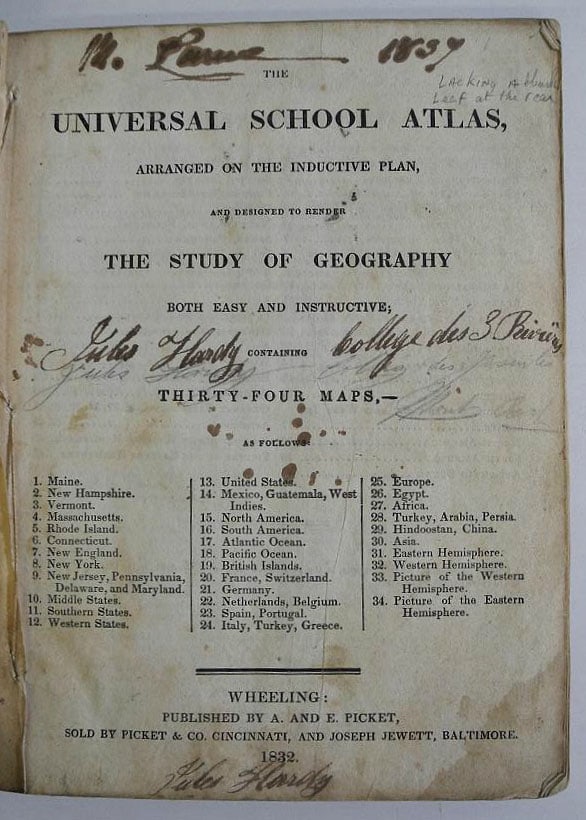 M. 1837
THE
LACKING A
Leaf at the rear
UNIVERSAL SCHOOL ATLAS,
ARRANGED ON THE INDUCTIVE PLAN,
AND DESIGNED TO RENDER
THE STUDY OF GEOGRAPHY
BOTH EASY AND INSTRUCTIVE;
Jules Hardy CONTAINING College des 3 Rivières
Jules Hardy
THIRTY-FOUR MAPS,—
AS FOLLOWS:
1. Maine.
2. New Hampshire.
3. Vermont.
4. Massachusetts.
5. Rhode Island.
6. Connecticut.
7. New England.
8. New York.
9. New Jersey, Pennsylvania,
Delaware, and Maryland.
10. Middle States.
11. Southern States.
12. Western States.
13. United States.
14. Mexico, Guatemala, West
Indies.
15. North America.
16. South America.
17. Atlantic Ocean.
18. Pacific Ocean.
19. British Islands.
20. France, Switzerland.
21. Germany.
22. Netherlands, Belgium.
23. Spain, Portugal.
24. Italy, Turkey, Greece.
25. Europe.
26. Egypt.
27. Africa.
28. Turkey, Arabia, Persia.
29. Hindoostan, China.
30. Asia.
31. Eastern Hemisphere.
32. Western Hemisphere.
33. Picture of the Western
Hemisphere.
34. Picture of the Eastern
Hemisphere.
WHEELING:
PUBLISHED BY A. AND E. PICKET,
SOLD BY PICKET & CO. CINCINNATI, AND JOSEPH JEWETT, BALTIMORE.
1832.
Jules Hardy